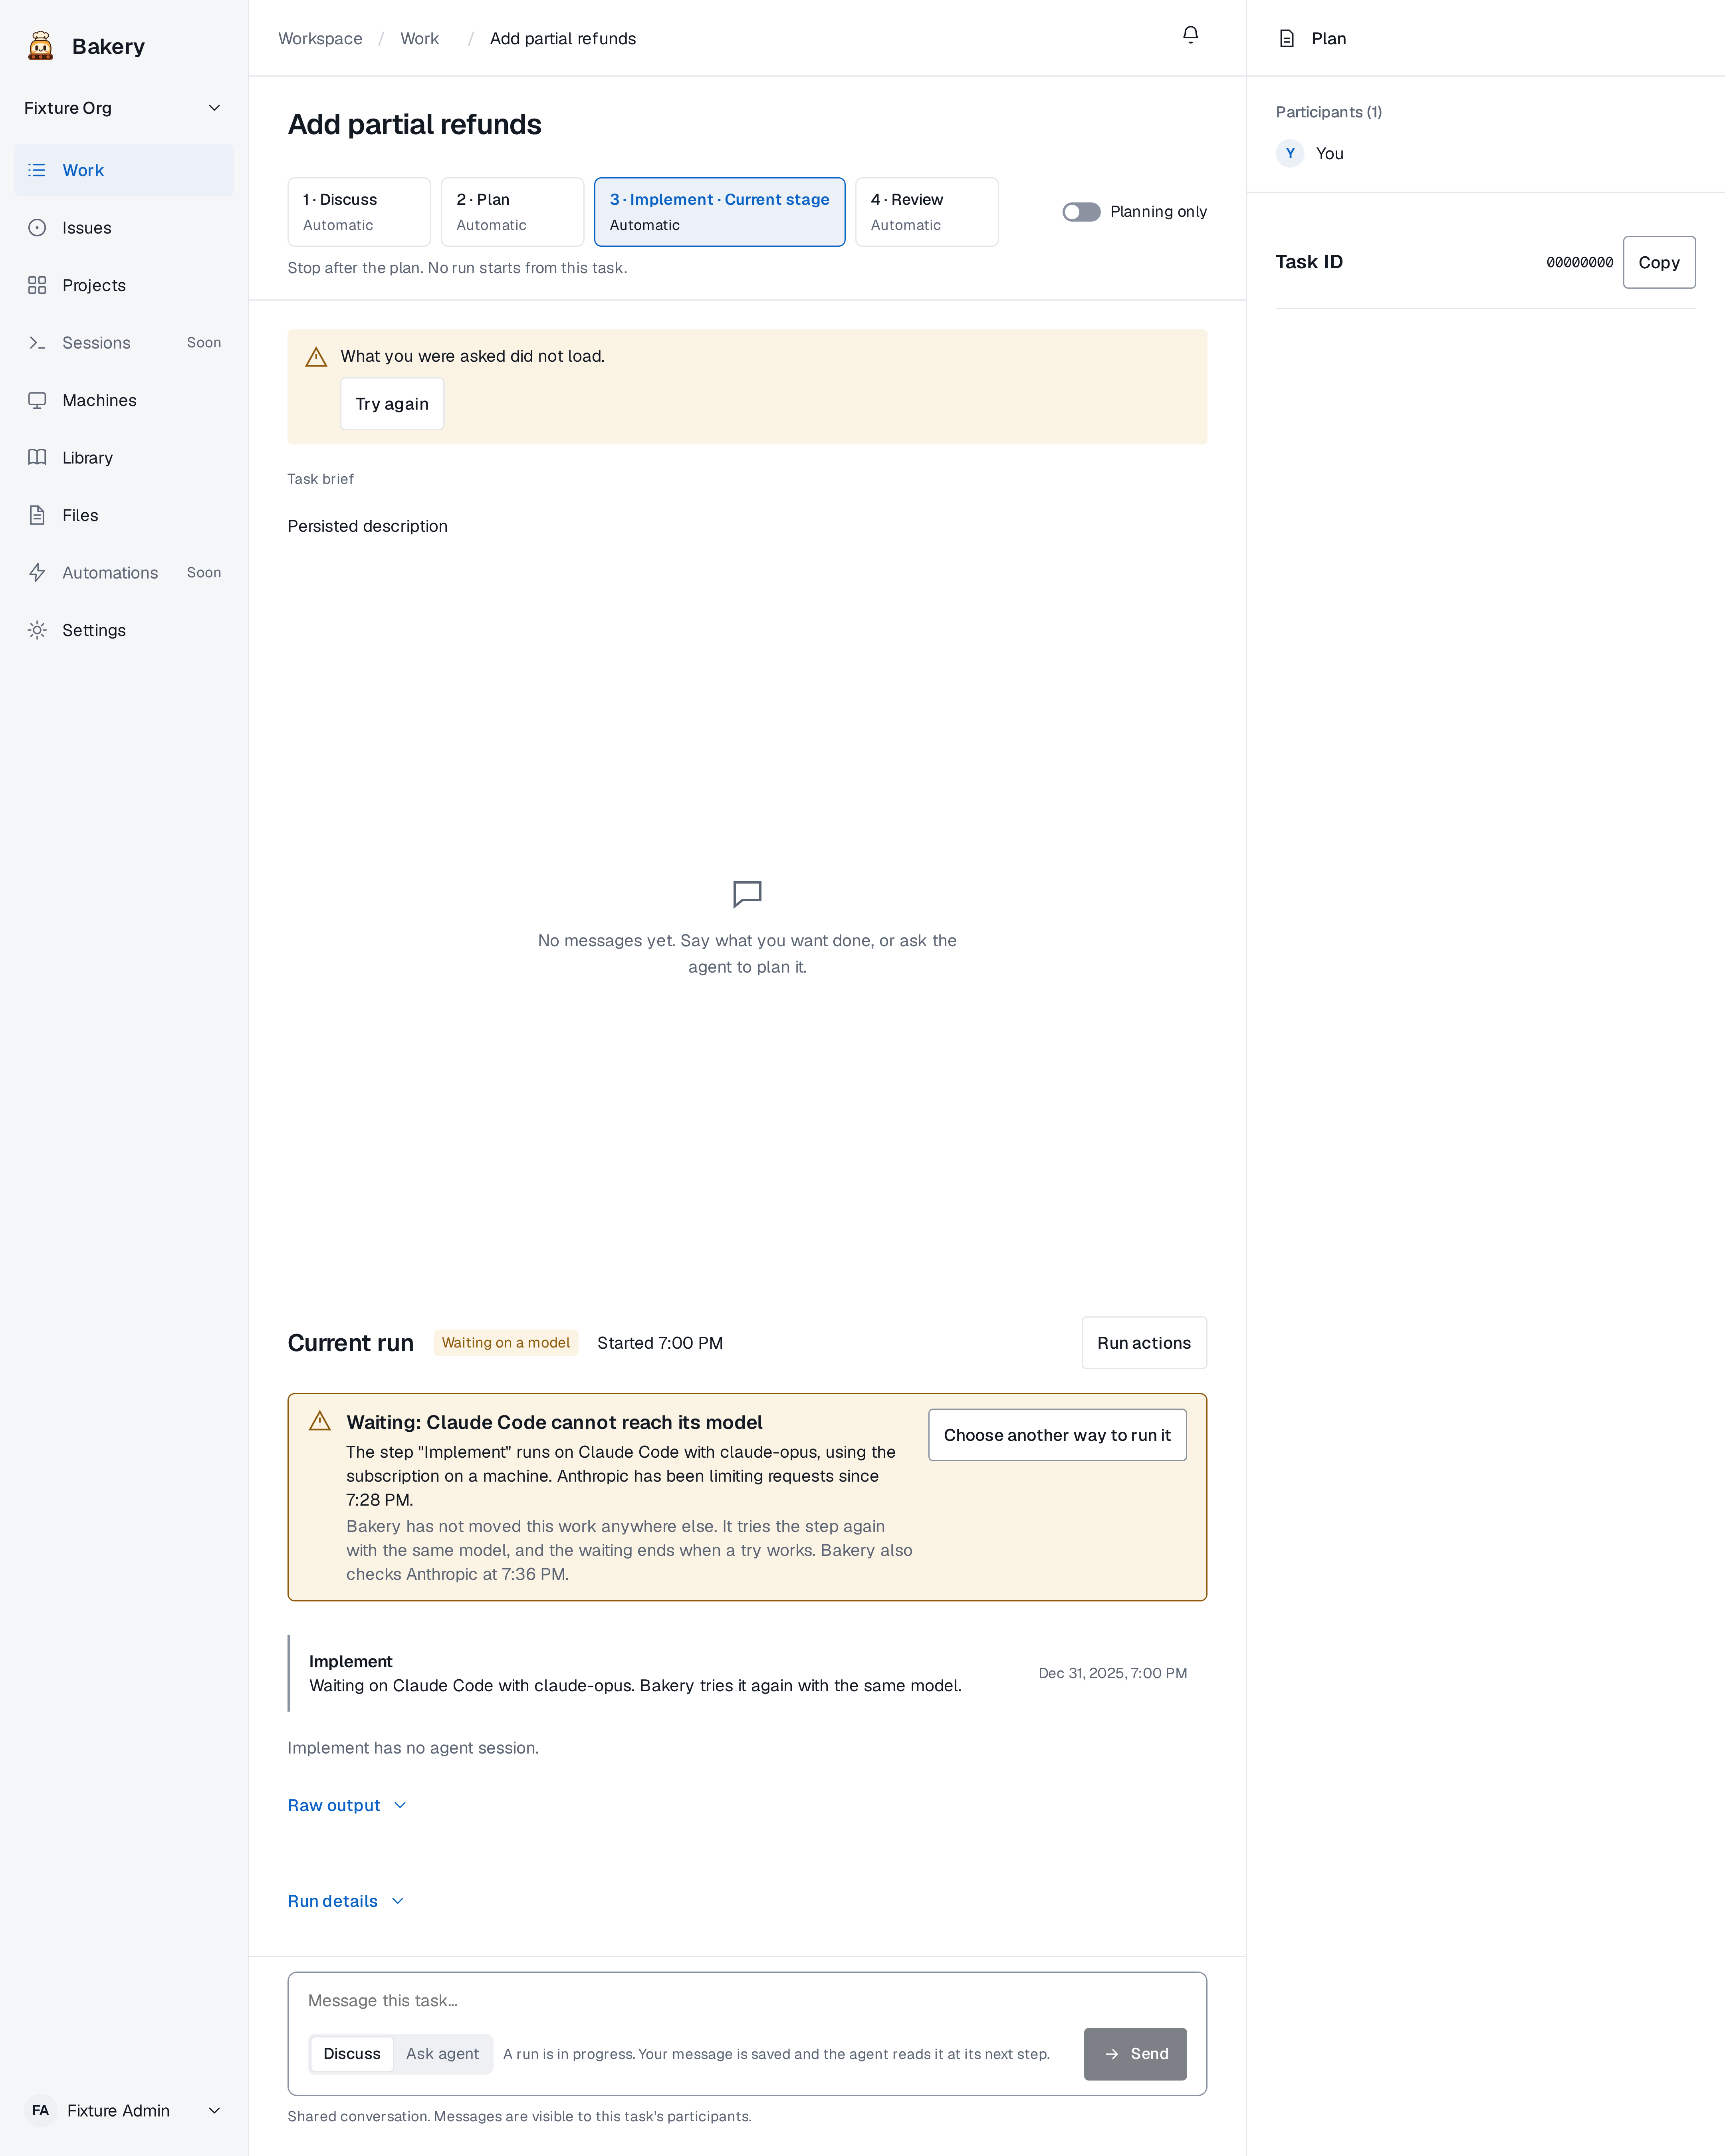 Bakery
Fixture Org
Work
Issues
Projects
Sessions Soon
Machines
Library
Files
Automations Soon
Settings
FA Fixture Admin
Workspace / Work / Add partial refunds
Add partial refunds
1 · Discuss
Automatic
2 · Plan
Automatic
3 · Implement · Current stage
Automatic
4 · Review
Automatic
Planning only
Stop after the plan. No run starts from this task.
What you were asked did not load.
Try again
Task brief
Persisted description
No messages yet. Say what you want done, or ask the
agent to plan it.
Current run
Waiting on a model
Started 7:00 PM
Run actions
Waiting: Claude Code cannot reach its model
The step "Implement" runs on Claude Code with claude-opus, using the
subscription on a machine. Anthropic has been limiting requests since
7:28 PM.
Bakery has not moved this work anywhere else. It tries the step again
with the same model, and the waiting ends when a try works. Bakery also
checks Anthropic at 7:36 PM.
Choose another way to run it
Implement
Waiting on Claude Code with claude-opus. Bakery tries it again with the same model.
Dec 31, 2025, 7:00 PM
Implement has no agent session.
Raw output
Run details
Message this task...
Discuss
Ask agent
A run is in progress. Your message is saved and the agent reads it at its next step.
Send
Shared conversation. Messages are visible to this task's participants.
Plan
Participants (1)
Y You
Task ID
00000000
Copy